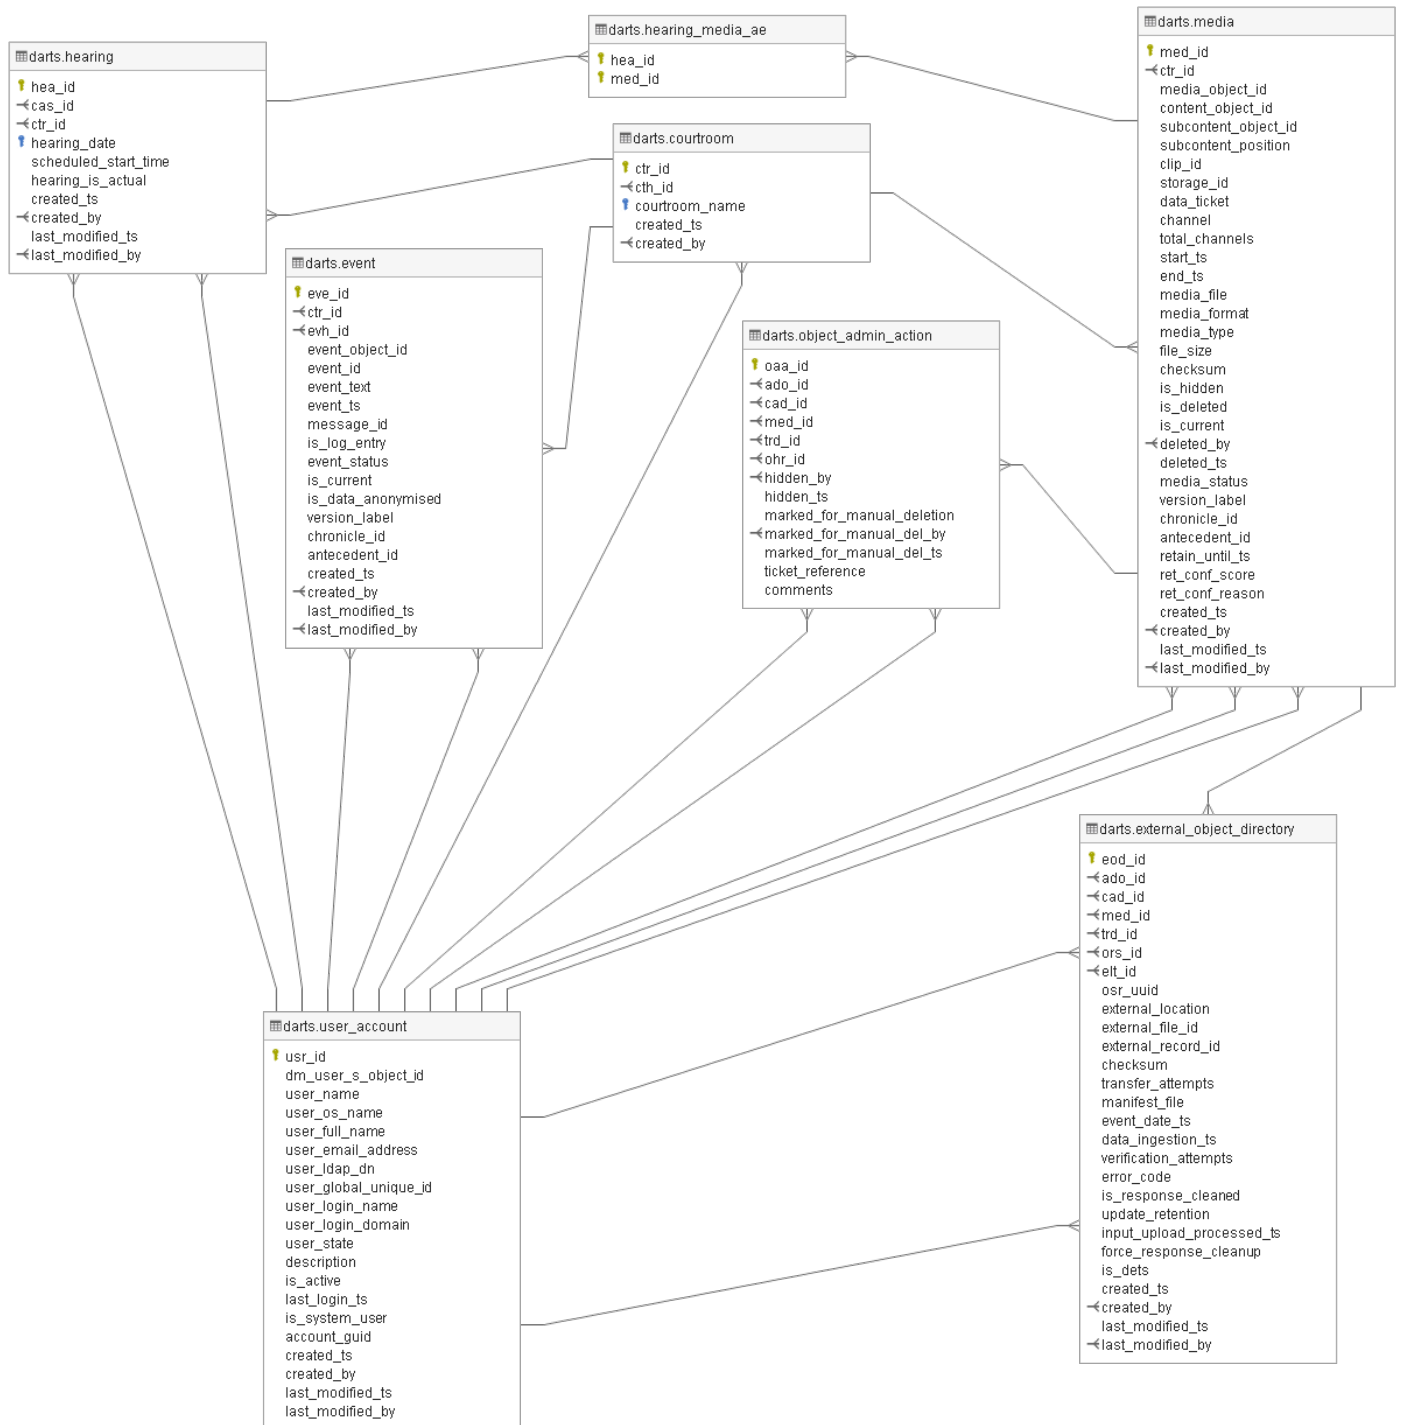 darts.hearing
hea_id
cas_id
ctr_id
hearing_date
scheduled_start_time
hearing_is_actual
created_ts
created_by
last_modified_ts
last_modified_by
darts.hearing_media_ae
hea_id
med_id
darts.media
med_id
ctr_id
media_object_id
content_object_id
subcontent_object_id
subcontent_position
clip_id
storage_id
data_ticket
channel
total_channels
start_ts
end_ts
media_file
media_format
media_type
file_size
checksum
is_hidden
is_deleted
is_current
deleted_by
deleted_ts
media_status
version_label
chronicle_id
antecedent_id
retain_until_ts
ret_conf_score
ret_conf_reason
created_ts
created_by
last_modified_ts
last_modified_by
darts.courtroom
ctr_id
cth_id
courtroom_name
created_ts
created_by
darts.event
eve_id
ctr_id
evh_id
event_object_id
event_id
event_text
event_ts
message_id
is_log_entry
event_status
is_current
is_data_anonymised
version_label
chronicle_id
antecedent_id
created_ts
created_by
last_modified_ts
last_modified_by
darts.object_admin_action
oaa_id
ado_id
cad_id
med_id
trd_id
ohr_id
hidden_by
hidden_ts
marked_for_manual_deletion
marked_for_manual_del_by
marked_for_manual_del_ts
ticket_reference
comments
darts.external_object_directory
eod_id
ado_id
cad_id
med_id
trd_id
ors_id
elt_id
osr_uuid
external_location
external_file_id
external_record_id
checksum
transfer_attempts
manifest_file
event_date_ts
data_ingestion_ts
verification_attempts
error_code
is_response_cleaned
update_retention
input_upload_processed_ts
force_response_cleanup
is_dets
created_ts
created_by
last_modified_ts
last_modified_by
darts.user_account
usr_id
dm_user_s_object_id
user_name
user_os_name
user_full_name
user_email_address
user_ldap_dn
user_global_unique_id
user_login_name
user_login_domain
user_state
description
is_active
last_login_ts
is_system_user
account_guid
created_ts
created_by
last_modified_ts
last_modified_by